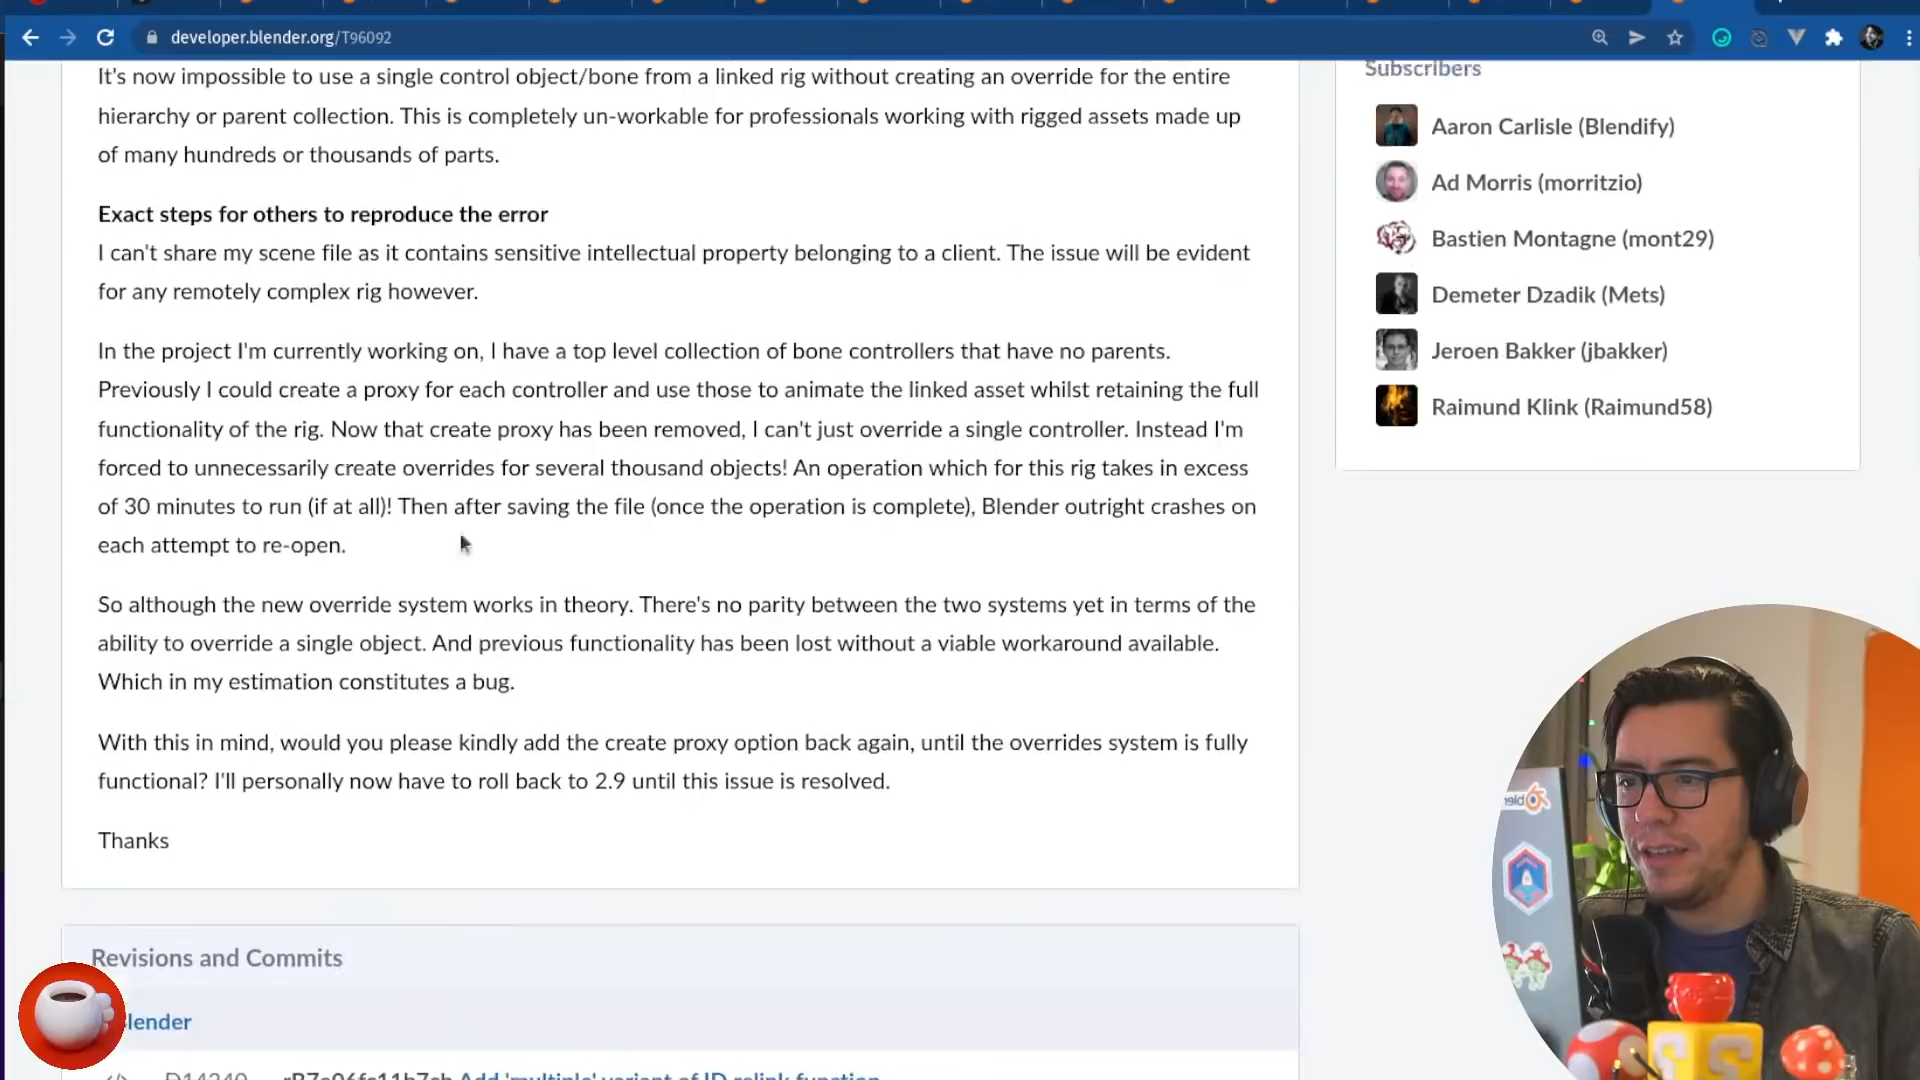 developer.blender.org/T96092
It's now impossible to use a single control object/bone from a linked rig without creating an override for the entire
hierarchy or parent collection. This is completely un-workable for professionals working with rigged assets made up
of many hundreds or thousands of parts.
Exact steps for others to reproduce the error
I can't share my scene file as it contains sensitive intellectual property belonging to a client. The issue will be evident
for any remotely complex rig however.
In the project I'm currently working on, I have a top level collection of bone controllers that have no parents.
Previously I could create a proxy for each controller and use those to animate the linked asset whilst retaining the full
functionality of the rig. Now that create proxy has been removed, I can't just override a single controller. Instead I'm
forced to unnecessarily create overrides for several thousand objects! An operation which for this rig takes in excess
of 30 minutes to run (if at all)! Then after saving the file (once the operation is complete), Blender outright crashes on
each attempt to re-open.
So although the new override system works in theory. There's no parity between the two systems yet in terms of the
ability to override a single object. And previous functionality has been lost without a viable workaround available.
Which in my estimation constitutes a bug.
With this in mind, would you please kindly add the create proxy option back again, until the overrides system is fully
functional? I'll personally now have to roll back to 2.9 until this issue is resolved.
Thanks
Revisions and Commits
lender
Add 'multiple' variant of ID relink function
Subscribers
Aaron Carlisle (Blendify)
Ad Morris (morritzio)
Bastien Montagne (mont29)
Demeter Dzadik (Mets)
Jeroen Bakker (jbakker)
Raimund Klink (Raimund58)